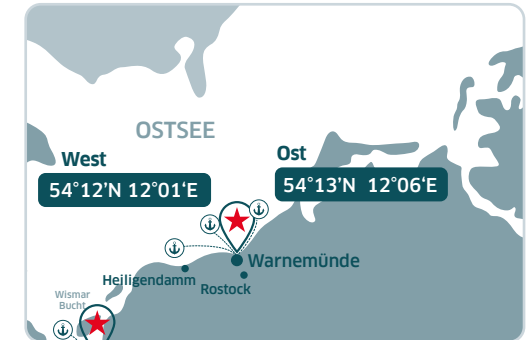 OSTSEE
West
54°12’N 12°01‘E
Ost
54°13’N 12°06‘E
Warnemünde
Heiligendamm
Rostock
Wismar
Bucht